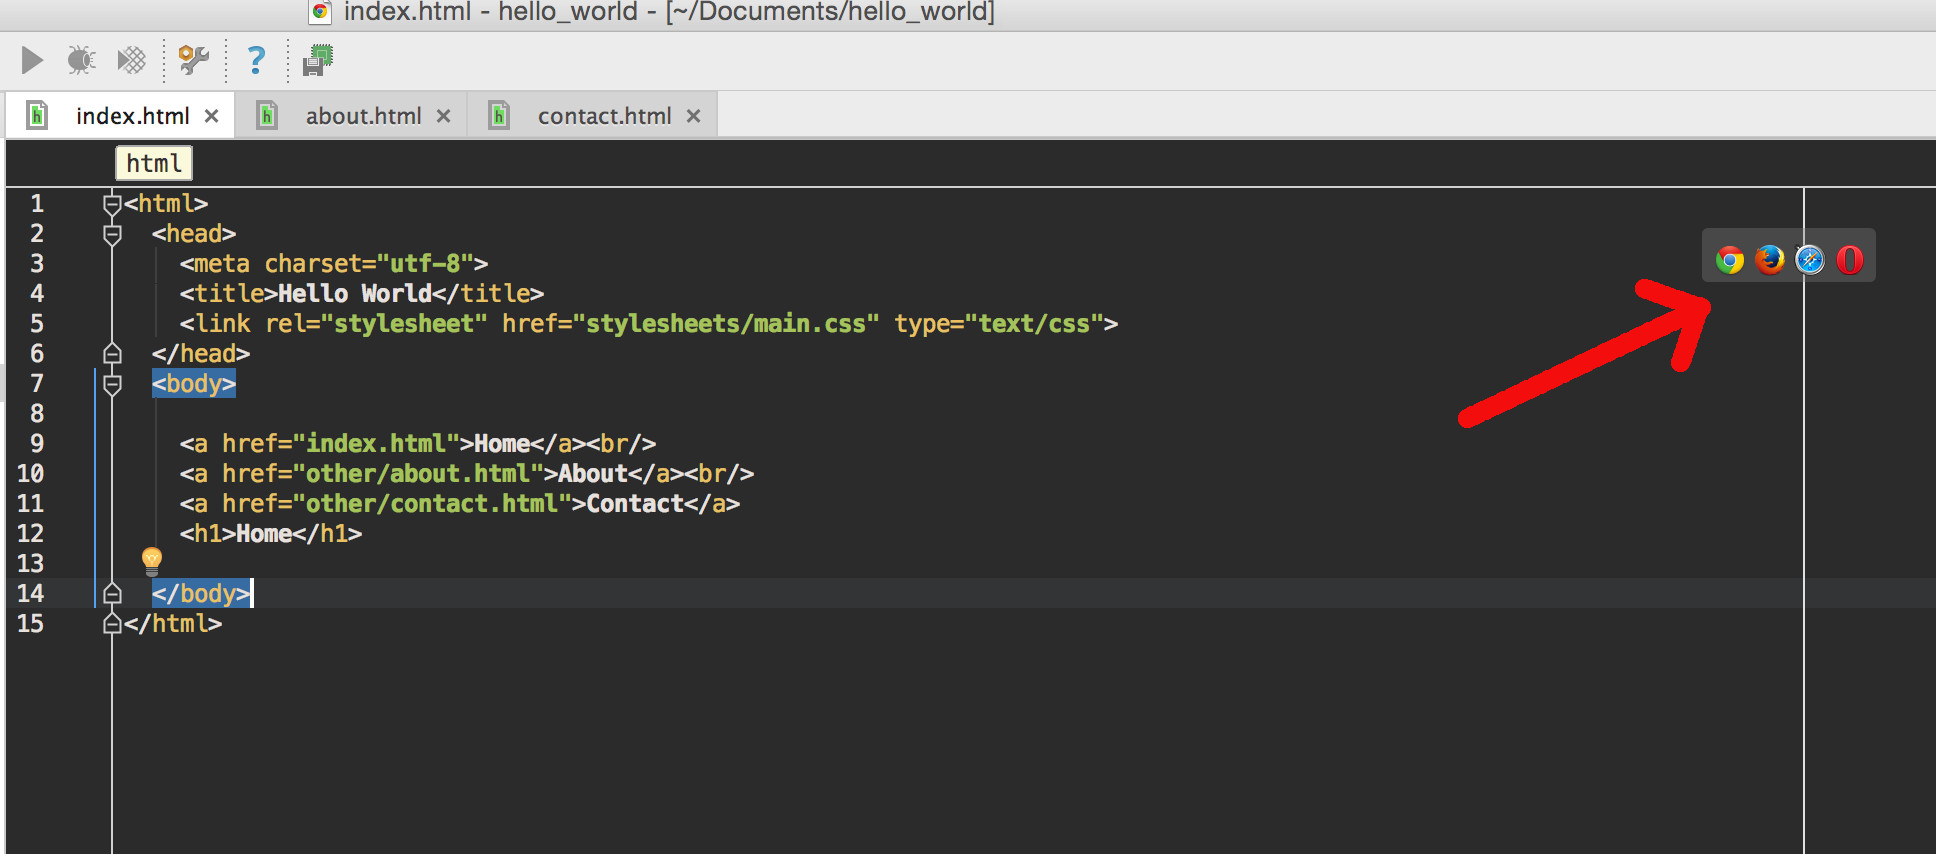 index.html - hello_world - [~/Documents/hello_world]
?
index.html × about.html × contact.html ×
html
1 <html>
2 <head>
3 <meta charset="utf-8">
4 <title>Hello World</title>
5 <link rel="stylesheet" href="stylesheets/main.css" type="text/css">
6 </head>
7 <body>
8
9 <a href="index.html">Home</a><br/>
10 <a href="other/about.html">About</a><br/>
11 <a href="other/contact.html">Contact</a>
12 <h1>Home</h1>
13
14 </body>
15 </html>